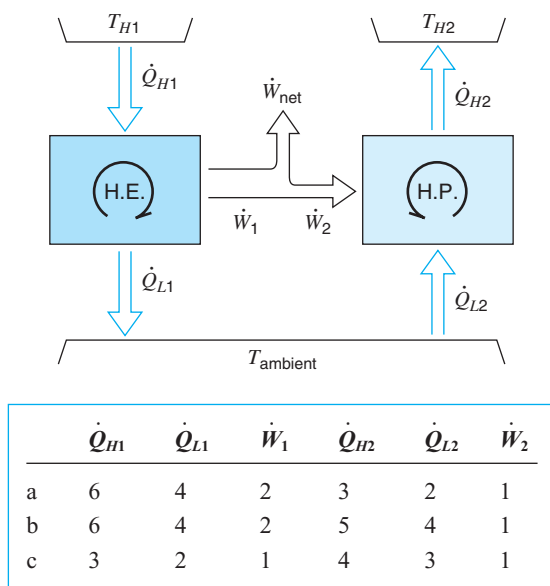 T_H1 T_H2
Q̇_H1 Ẇ_net Q̇_H2
H.E. H.P.
Ẇ_1 Ẇ_2
Q̇_L1 Q̇_L2
T_ambient
Q̇_H1 Q̇_L1 Ẇ_1 Q̇_H2 Q̇_L2 Ẇ_2
a 6 4 2 3 2 1
b 6 4 2 5 4 1
c 3 2 1 4 3 1